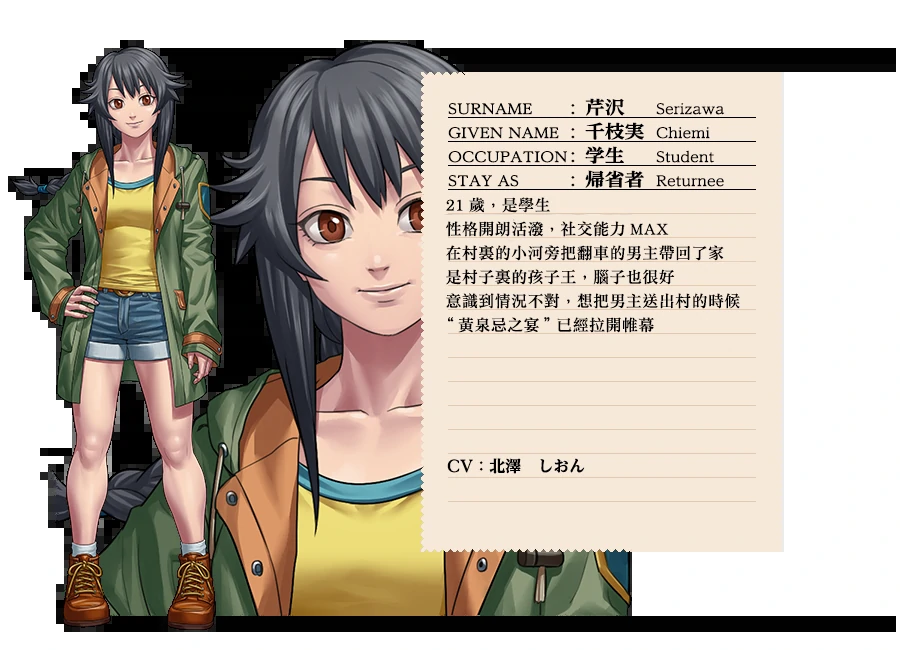 SURNAME : 芹沢 Serizawa
GIVEN NAME : 千枝実 Chiemi
OCCUPATION : 学生 Student
STAY AS : 帰省者 Returnee
21 歲，是學生
性格開朗活潑，社交能力 MAX
在村裏的小河旁把翻車的男主帶回了家
是村子裏的孩子王，腦子也很好
意識到情況不對，想把男主送出村的時候
“ 黃泉忌之宴 ” 已經拉開帷幕
CV：北澤　しおん